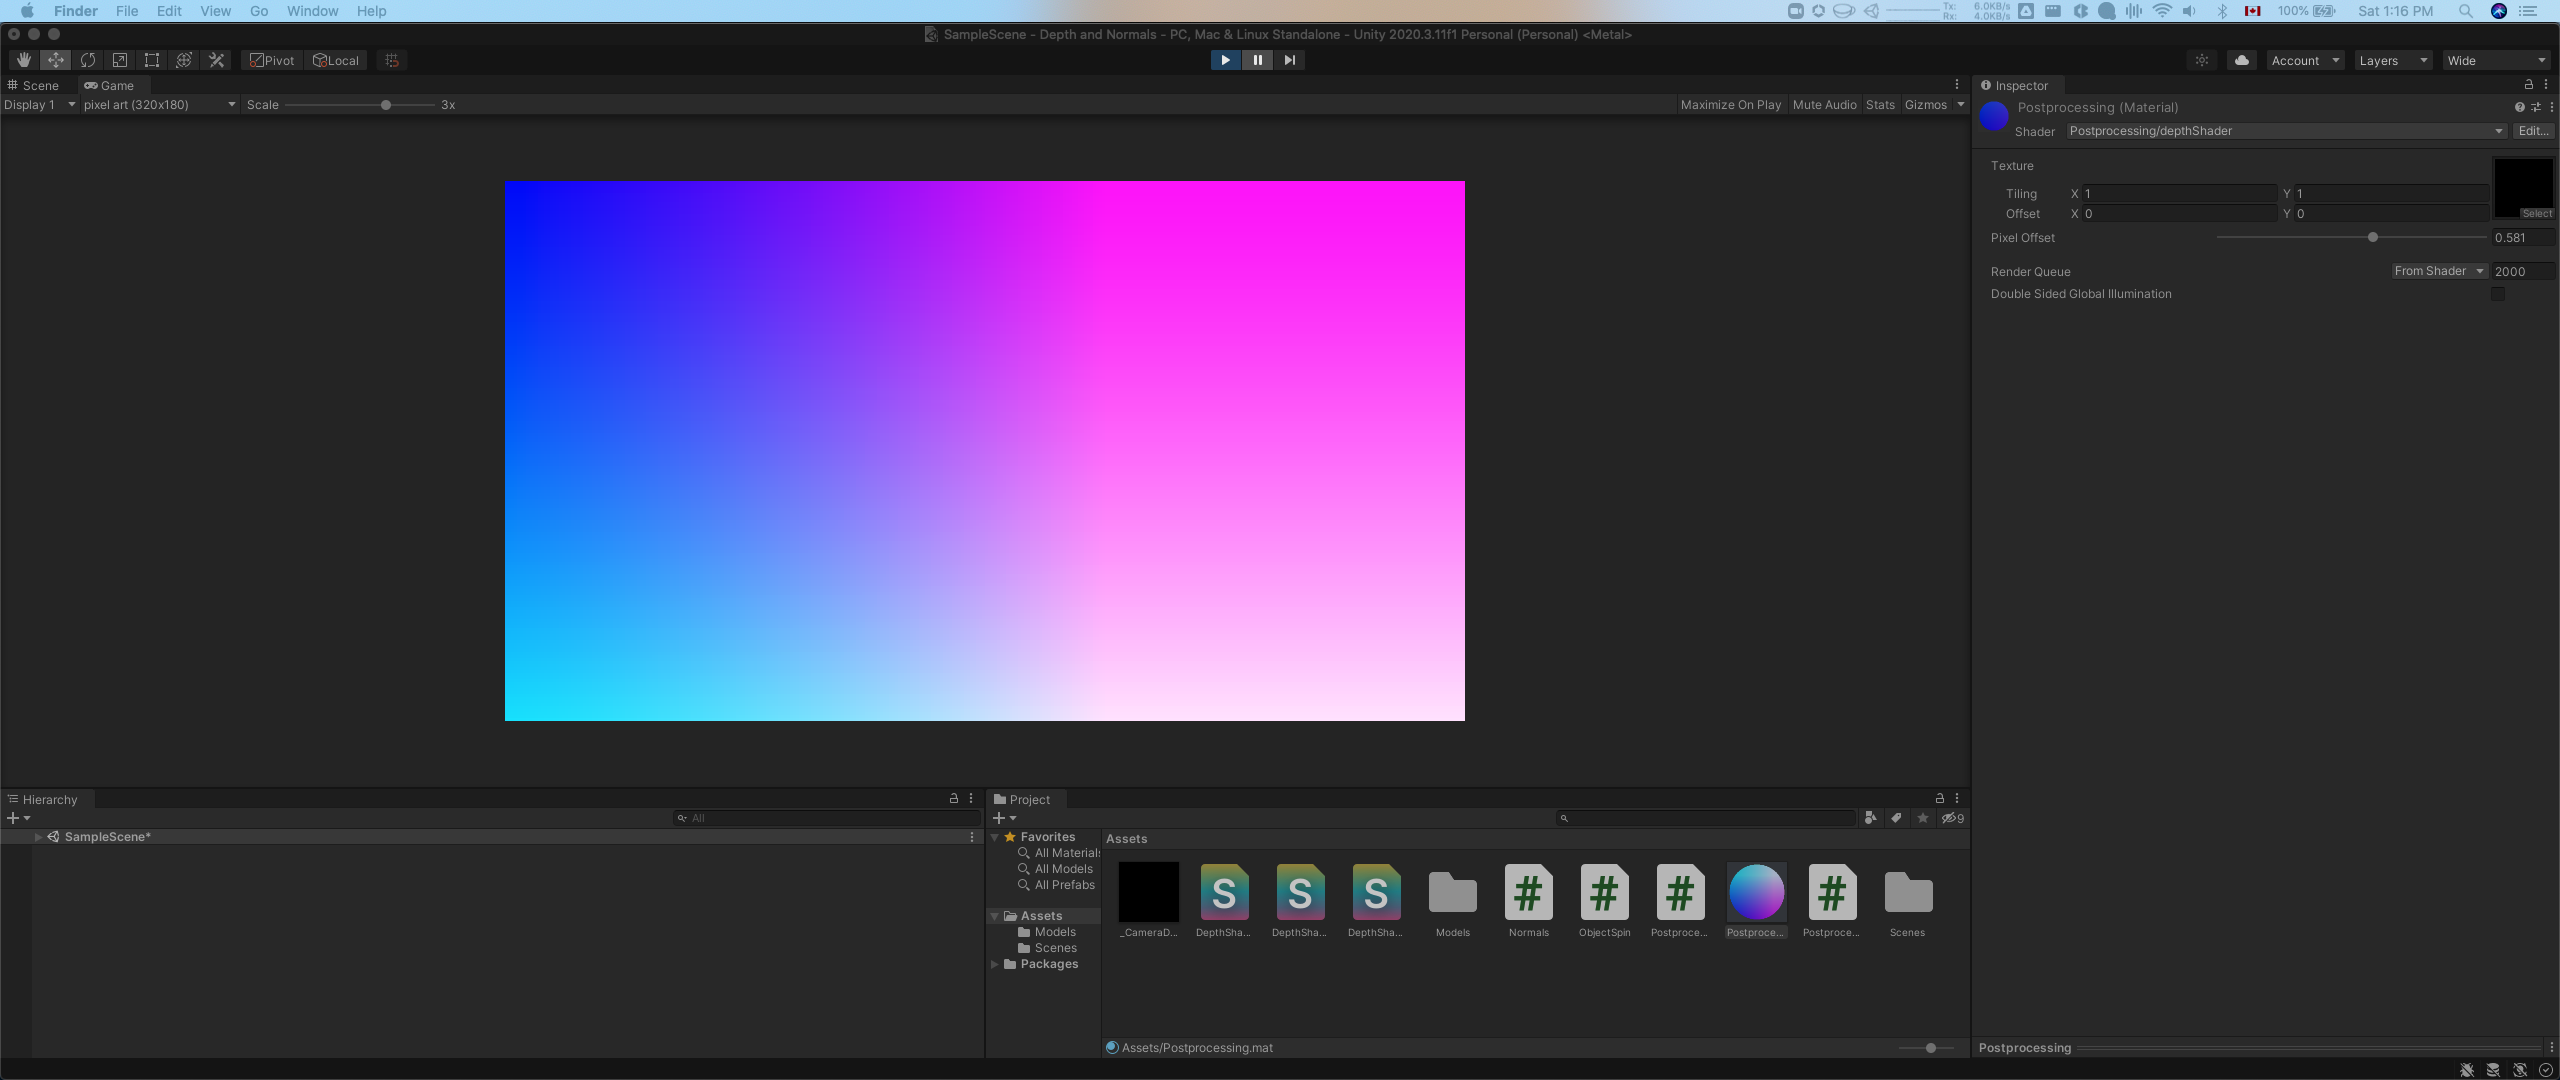 Finder File Edit View Go Window Help
Tx: 6.0KB/s
Rx: 4.0KB/s
100% Sat 1:16 PM
SampleScene - Depth and Normals - PC, Mac & Linux Standalone - Unity 2020.3.11f1 Personal (Personal) <Metal>
Pivot Local Account Layers Wide
Scene Game
Display 1 pixel art (320x180) Scale 3x Maximize On Play Mute Audio Stats Gizmos
Inspector
Postprocessing (Material)
Shader Postprocessing/depthShader Edit...
Texture
Tiling X 1 Y 1
Offset X 0 Y 0
Select
Pixel Offset 0.581
Render Queue From Shader 2000
Double Sided Global Illumination
Hierarchy
All
SampleScene*
Project
9
Favorites
All Materials
All Models
All Prefabs
Assets
Models
Scenes
Packages
Assets
S S S # # # #
_CameraD... DepthSha... DepthSha... DepthSha... Models Normals ObjectSpin Postproce... Postproce... Postproce... Scenes
Assets/Postprocessing.mat
Postprocessing